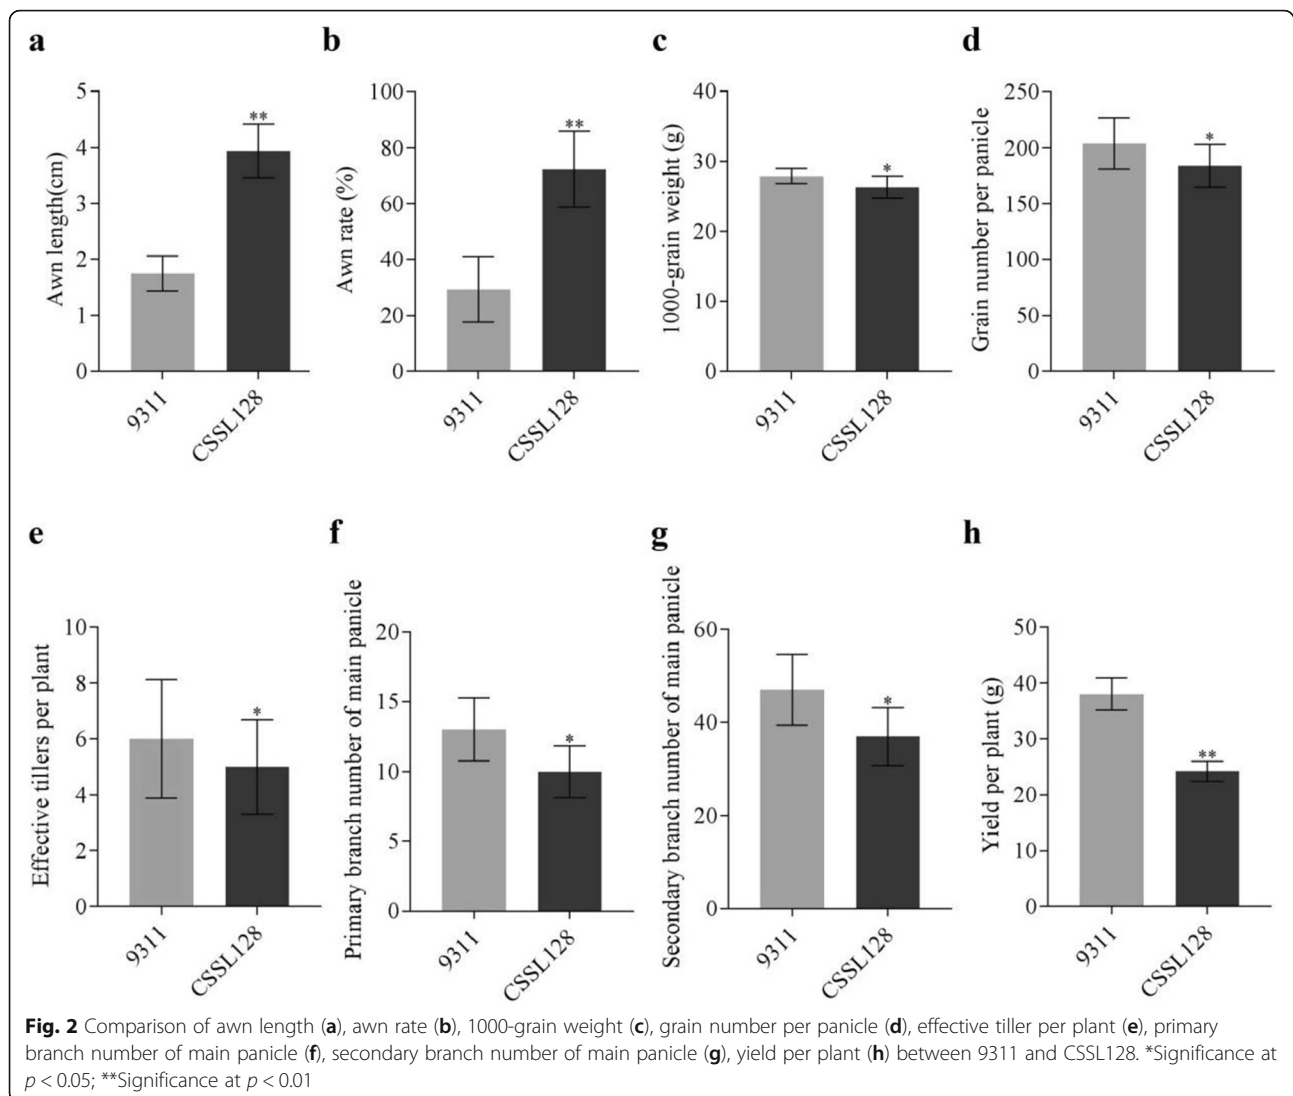 a
Awn length(cm)
5
4
3
2
1
0
**
9311
CSSL128
b
Awn rate (%)
100
80
60
40
20
0
**
9311
CSSL128
c
1000-grain weight (g)
40
30
20
10
0
*
9311
CSSL128
d
Grain number per panicle
250
200
150
100
50
0
*
9311
CSSL128
e
Effective tillers per plant
10
8
6
4
2
0
*
9311
CSSL128
f
Primary branch number of main panicle
20
15
10
5
0
*
9311
CSSL128
g
Secondary branch number of main panicle
60
40
20
0
*
9311
CSSL128
h
Yield per plant (g)
50
40
30
20
10
0
**
9311
CSSL128
Fig. 2 Comparison of awn length (a), awn rate (b), 1000-grain weight (c), grain number per panicle (d), effective tiller per plant (e), primary
branch number of main panicle (f), secondary branch number of main panicle (g), yield per plant (h) between 9311 and CSSL128. *Significance at
p < 0.05; **Significance at p < 0.01